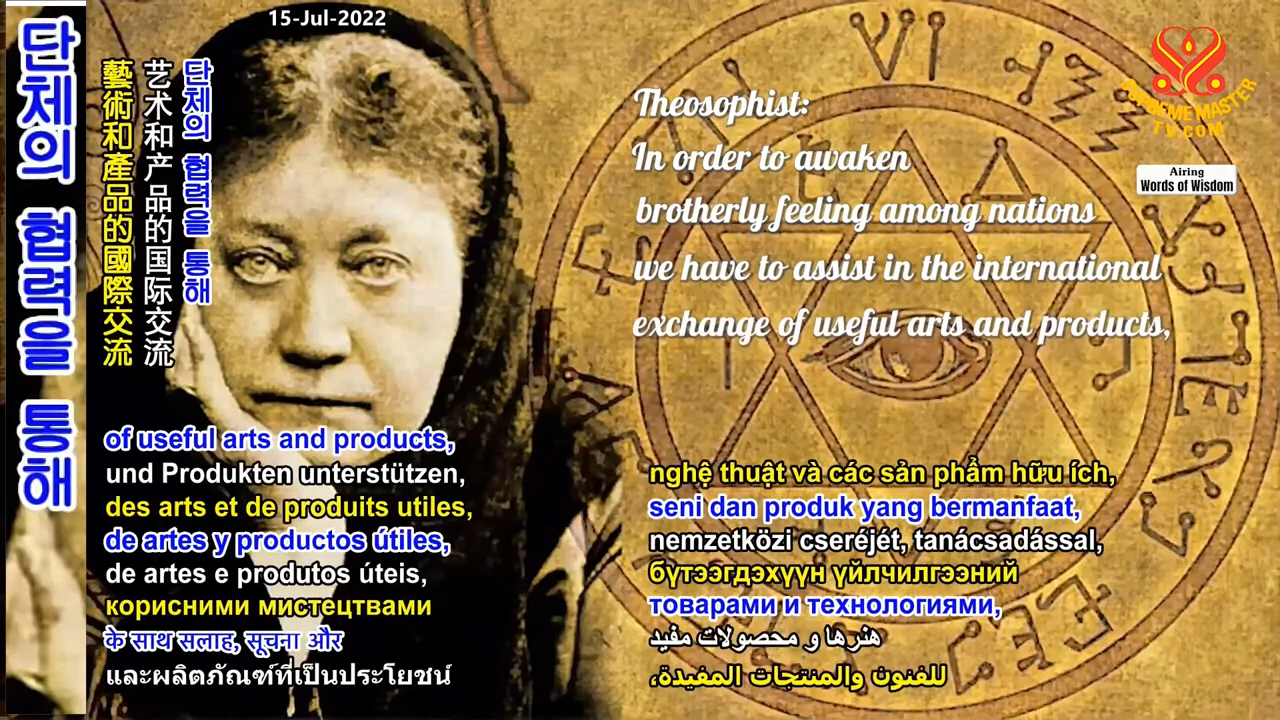 단체의 협력을 통해
15-Jul-2022
藝術和產品的國際交流
艺术和产品的国际交流
단체의 협력을 통해
Theosophist:
In order to awaken
brotherly feeling among nations
we have to assist in the international
exchange of useful arts and products,
SUPREME MASTER
TV.COM
Airing
Words of Wisdom
of useful arts and products,
und Produkten unterstützen,
des arts et de produits utiles,
de artes y productos útiles,
de artes e produtos úteis,
корисними мистецтвами
के साथ सलाह, सूचना और
และผลิตภัณฑ์ที่เป็นประโยชน์
nghệ thuật và các sản phẩm hữu ích,
seni dan produk yang bermanfaat,
nemzetközi cseréjét, tanácsadással,
бүтээгдэхүүн үйлчилгээний
товарами и технологиями,
هنرها و محصولات مفید
للفنون والمنتجات المفيدة،